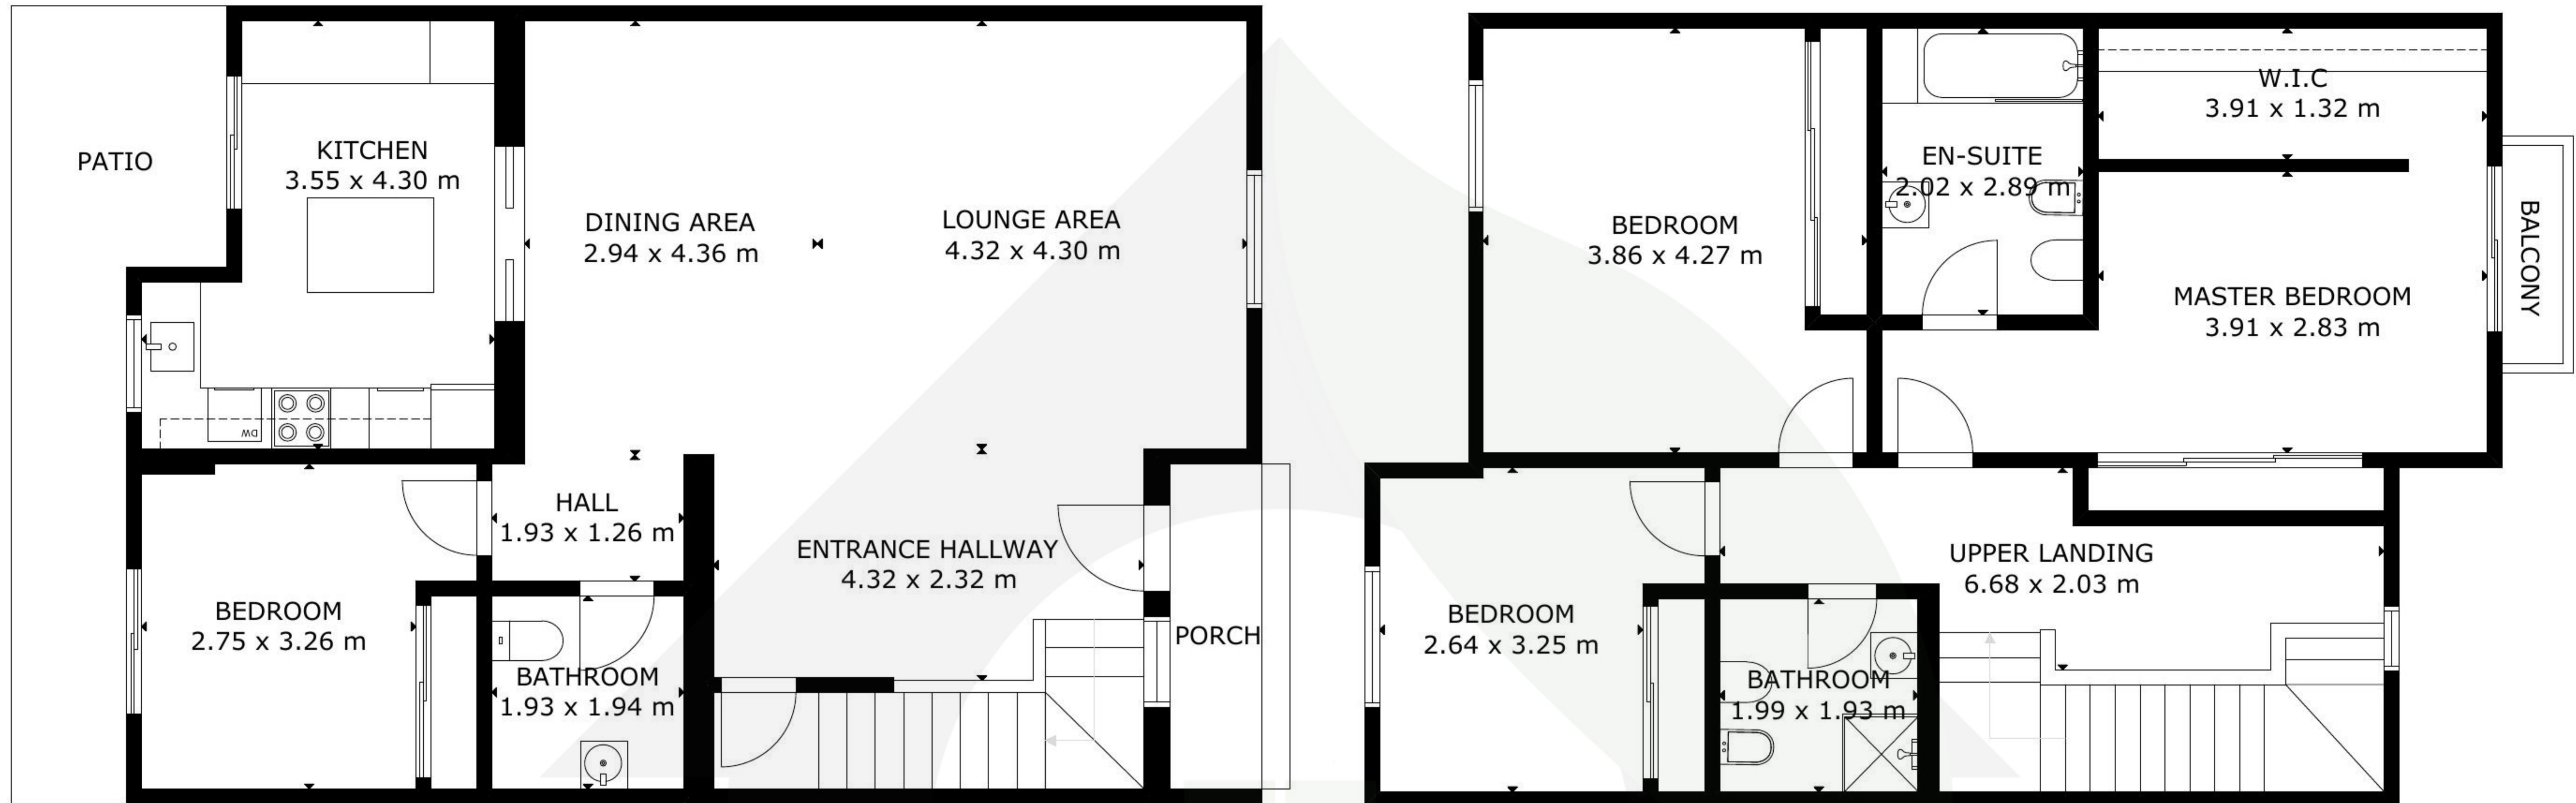 PATIO
KITCHEN
3.55 x 4.30 m
DINING AREA
2.94 x 4.36 m
LOUNGE AREA
4.32 x 4.30 m
DW
HALL
1.93 x 1.26 m
ENTRANCE HALLWAY
4.32 x 2.32 m
BEDROOM
2.75 x 3.26 m
BATHROOM
1.93 x 1.94 m
PORCH
BEDROOM
3.86 x 4.27 m
EN-SUITE
2.02 x 2.89 m
W.I.C
3.91 x 1.32 m
MASTER BEDROOM
3.91 x 2.83 m
BALCONY
UPPER LANDING
6.68 x 2.03 m
BEDROOM
2.64 x 3.25 m
BATHROOM
1.99 x 1.93 m